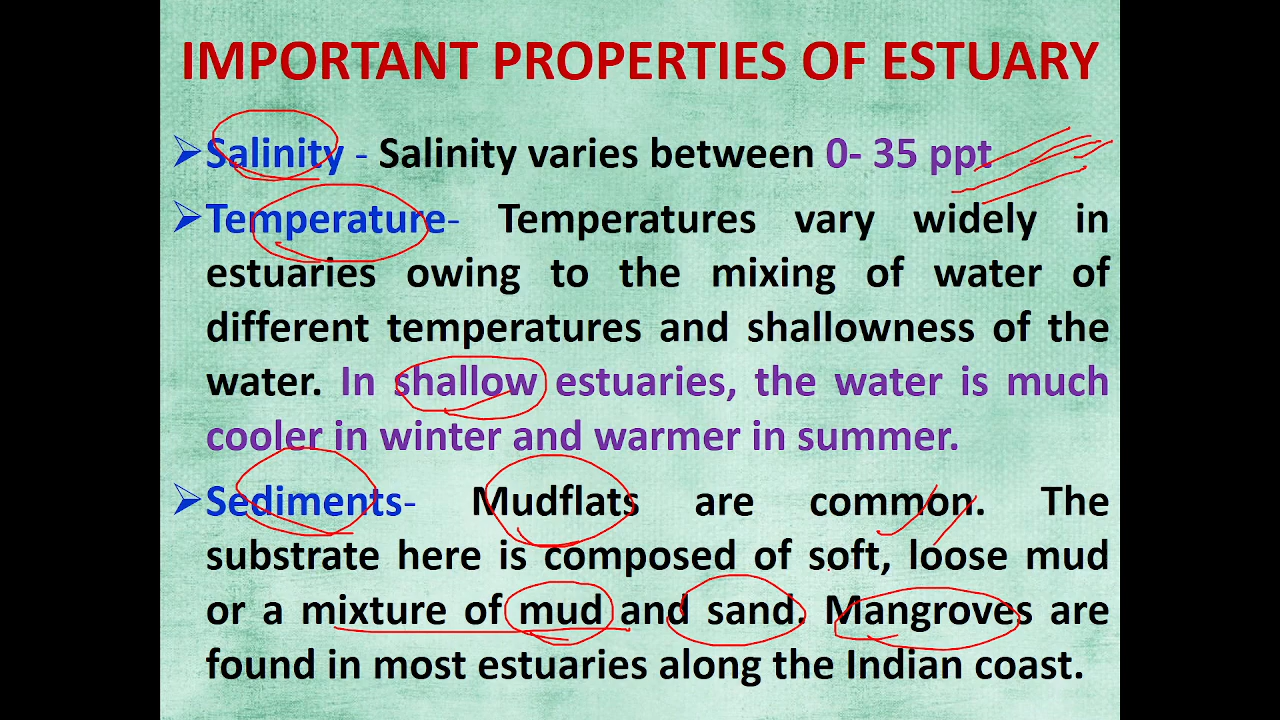 IMPORTANT PROPERTIES OF ESTUARY
➢Salinity - Salinity varies between 0- 35 ppt
➢Temperature- Temperatures vary widely in
estuaries owing to the mixing of water of
different temperatures and shallowness of the
water. In shallow estuaries, the water is much
cooler in winter and warmer in summer.
➢Sediments- Mudflats are common. The
substrate here is composed of soft, loose mud
or a mixture of mud and sand. Mangroves are
found in most estuaries along the Indian coast.